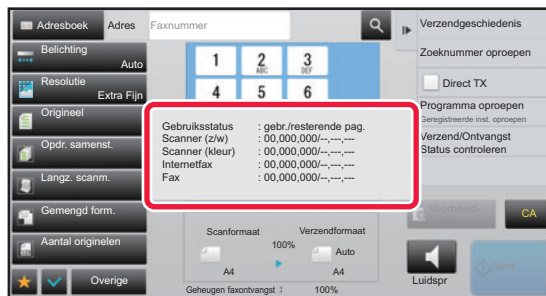 Adresboek
Adres
Faxnummer
Verzendgeschiedenis
Belichting
Auto
Zoeknummer oproepen
1
2
ABC
3
DEF
Resolutie
Extra Fijn
Direct TX
4
5
6
Programma oproepen
Geregistreerde inst. oproepen
Origineel
Gebruiksstatus : gebr./resterende pag.
Scanner (z/w) : 00,000,000/--,---,---
Scanner (kleur) : 00,000,000/--,---,---
Internetfax : 00,000,000/--,---,---
Fax : 00,000,000/--,---,---
Verzend/Ontvangst
Status controleren
Opdr. samenst.
Langz. scanm.
Gemengd form.
Voorbeeld-
CA
Scanformaat
Verzendformaat
100%
Auto
A4
A4
Aantal originelen
Overige
Luidspr
Start
Geheugen faxontvangst :
100%